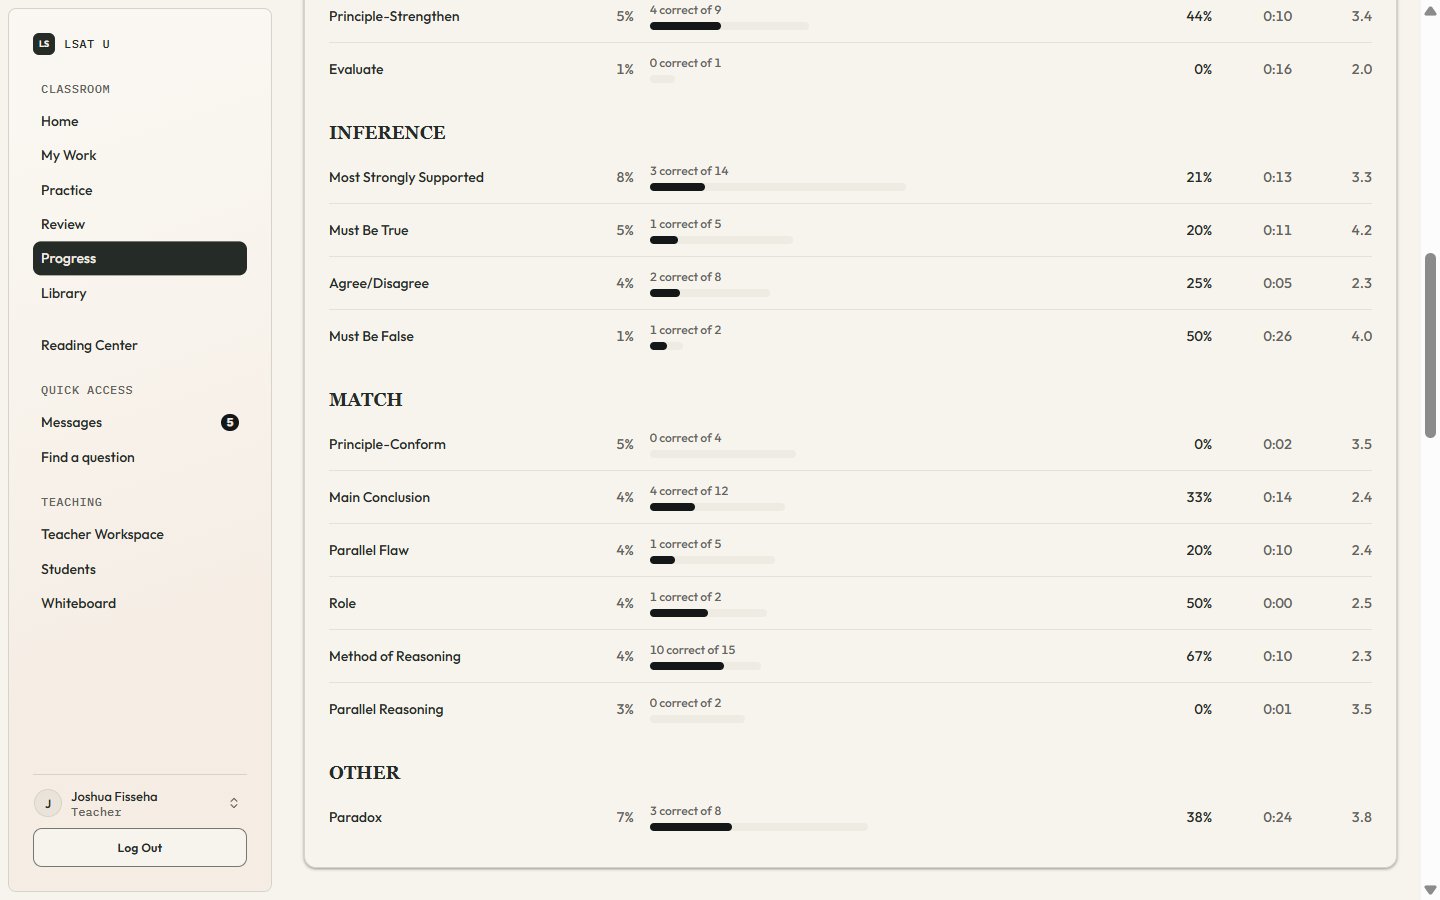 LS LSAT U
CLASSROOM
Home
My Work
Practice
Review
Progress
Library
Reading Center
QUICK ACCESS
Messages 5
Find a question
TEACHING
Teacher Workspace
Students
Whiteboard
J Joshua Fisseha
Teacher
Log Out
Principle-Strengthen 5% 4 correct of 9 44% 0:10 3.4
Evaluate 1% 0 correct of 1 0% 0:16 2.0
INFERENCE
Most Strongly Supported 8% 3 correct of 14 21% 0:13 3.3
Must Be True 5% 1 correct of 5 20% 0:11 4.2
Agree/Disagree 4% 2 correct of 8 25% 0:05 2.3
Must Be False 1% 1 correct of 2 50% 0:26 4.0
MATCH
Principle-Conform 5% 0 correct of 4 0% 0:02 3.5
Main Conclusion 4% 4 correct of 12 33% 0:14 2.4
Parallel Flaw 4% 1 correct of 5 20% 0:10 2.4
Role 4% 1 correct of 2 50% 0:00 2.5
Method of Reasoning 4% 10 correct of 15 67% 0:10 2.3
Parallel Reasoning 3% 0 correct of 2 0% 0:01 3.5
OTHER
Paradox 7% 3 correct of 8 38% 0:24 3.8